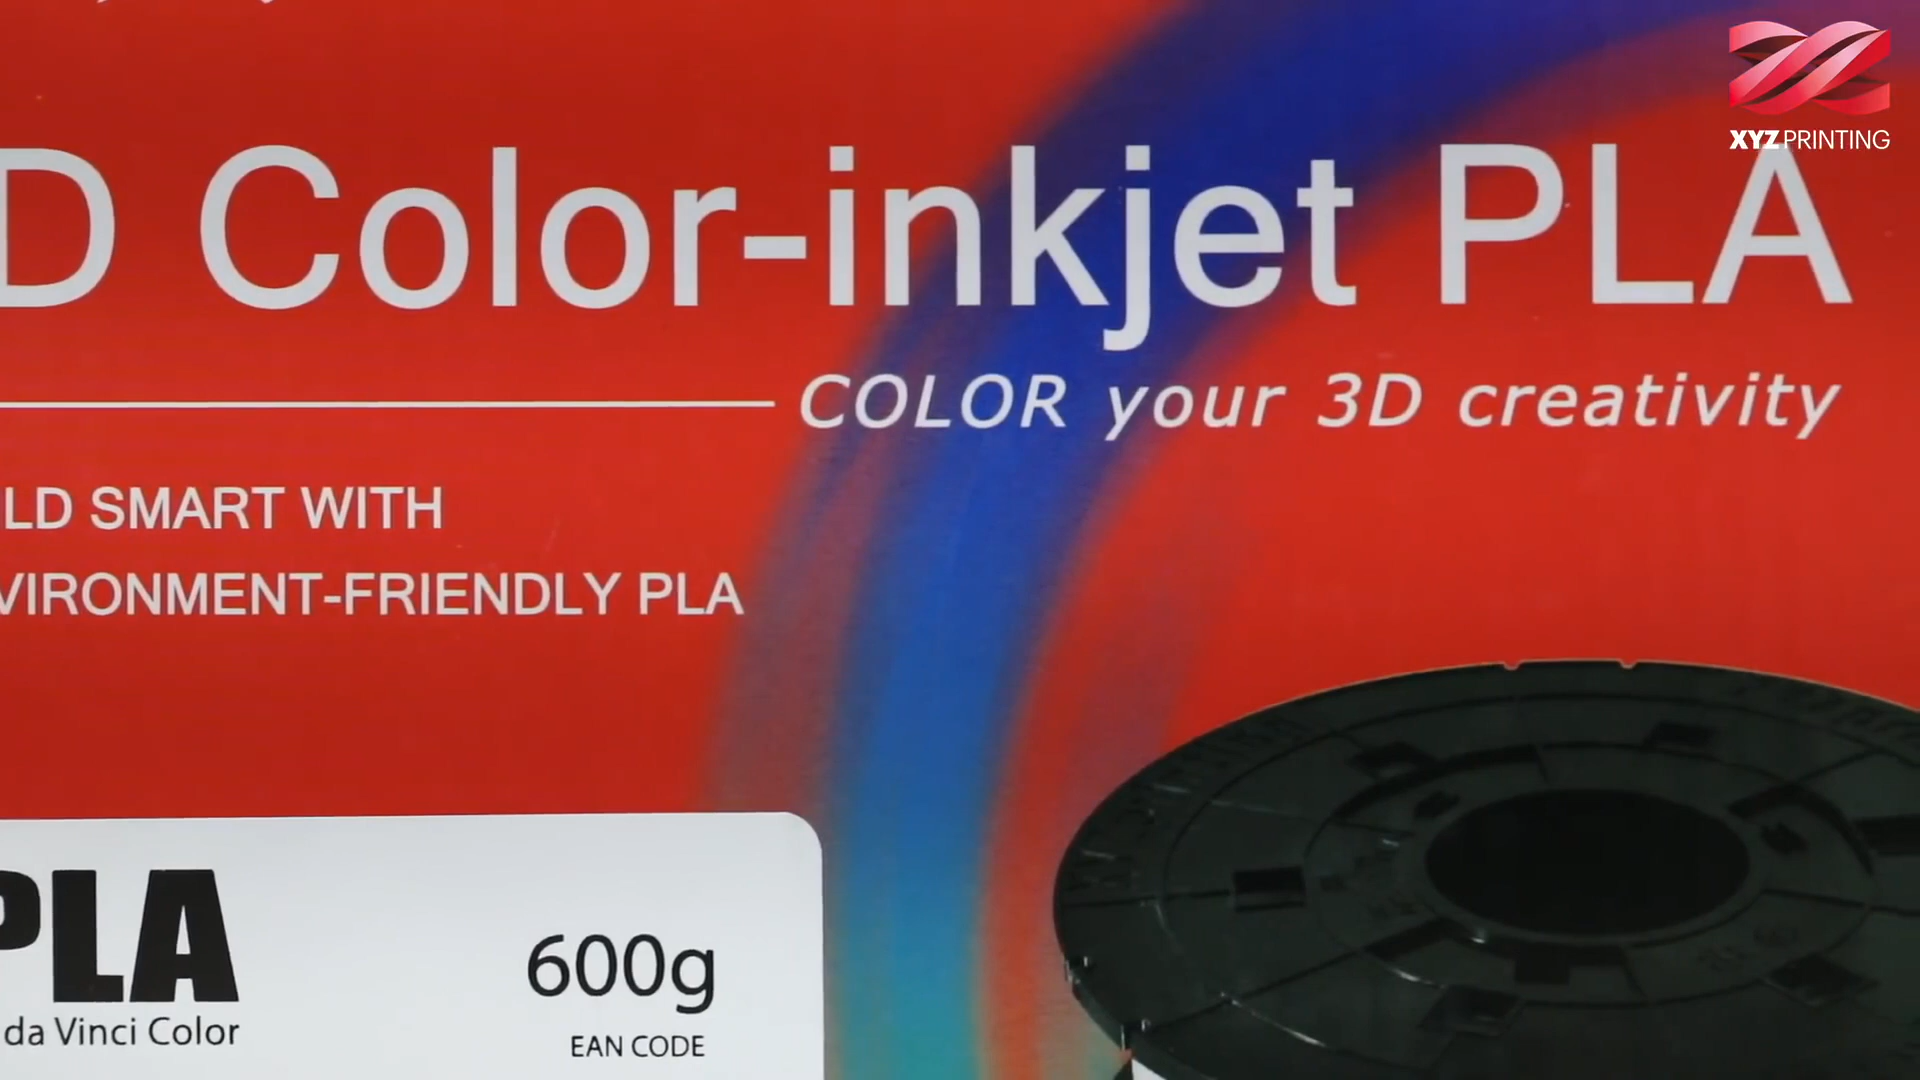 XYZPRINTING
D Color-inkjet PLA
COLOR your 3D creativity
LD SMART WITH
VIRONMENT-FRIENDLY PLA
PLA
600g
da Vinci Color
EAN CODE